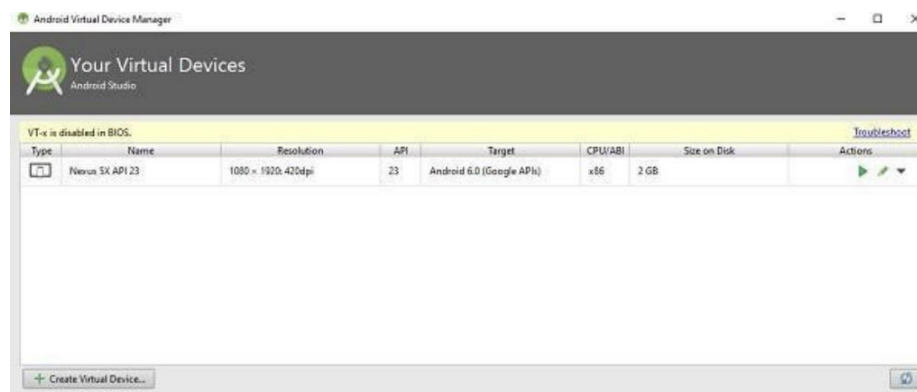 Android Virtual Device Manager
Your Virtual Devices
Android Studio
VT-x is disabled in BIOS. Troubleshoot
Type Name Resolution API Target CPU/ABI Size on Disk Actions
Nexus 5X API 23 1080 × 1920: 420dpi 23 Android 6.0 (Google APIs) x86 2 GB
+ Create Virtual Device...